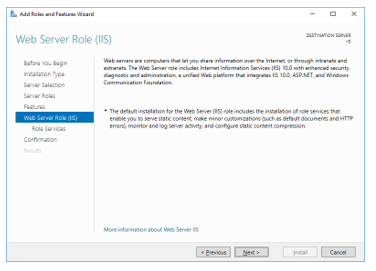 Add Roles and Features Wizard
Web Server Role (IIS)
DESTINATION SERVER
IIS
Before You Begin
Installation Type
Server Selection
Server Roles
Features
Web Server Role (IIS)
Role Services
Confirmation
Results
Web servers are computers that let you share information over the Internet, or through intranets and
extranets. The Web Server role includes Internet Information Services (IIS) 10.0 with enhanced security,
diagnostic and administration, a unified Web platform that integrates IIS 10.0, ASP.NET, and Windows
Communication Foundation.
• The default installation for the Web Server (IIS) role includes the installation of role services that
enable you to serve static content, make minor customizations (such as default documents and HTTP
errors), monitor and log server activity, and configure static content compression.
More information about Web Server IIS
< Previous
Next >
Install
Cancel